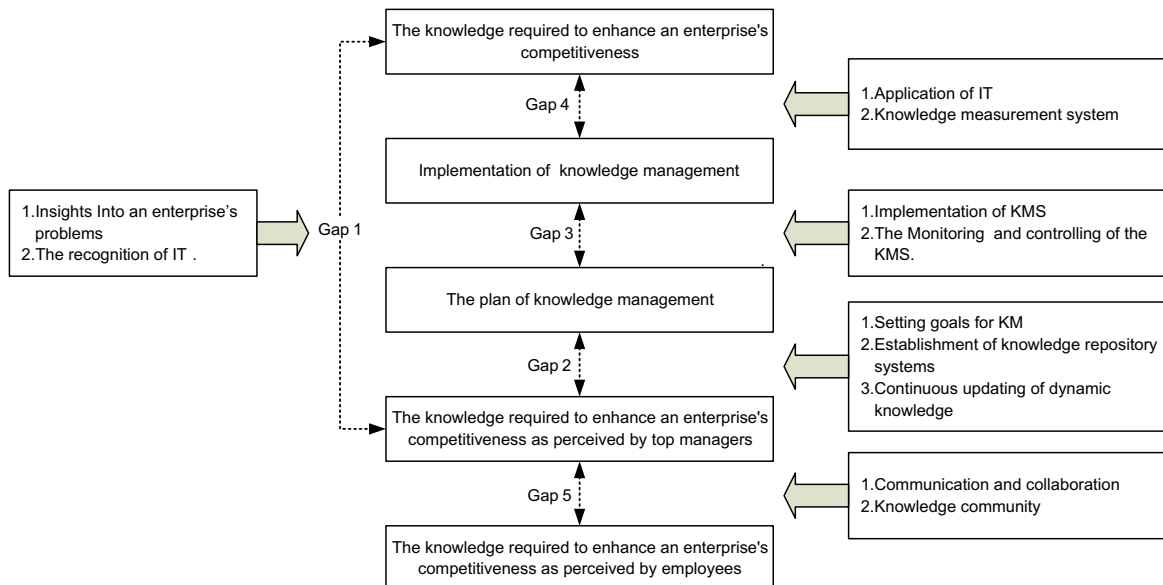 The knowledge required to enhance an enterprise's
competitiveness
Gap 4
1.Application of IT
2.Knowledge measurement system
Implementation of knowledge management
1.Insights Into an enterprise’s
problems
2.The recognition of IT .
Gap 1
Gap 3
1.Implementation of KMS
2.The Monitoring and controlling of the
KMS.
.
The plan of knowledge management
Gap 2
1.Setting goals for KM
2.Establishment of knowledge repository
systems
3.Continuous updating of dynamic
knowledge
The knowledge required to enhance an enterprise's
competitiveness as perceived by top managers
Gap 5
1.Communication and collaboration
2.Knowledge community
The knowledge required to enhance an enterprise's
competitiveness as perceived by employees